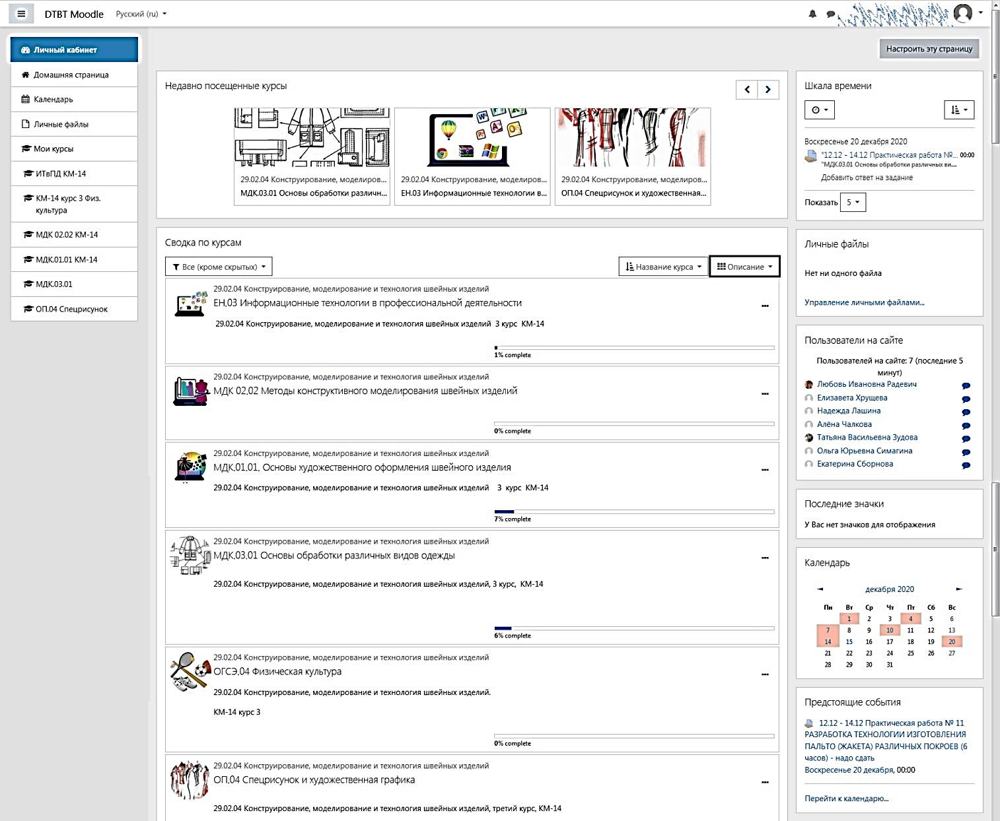 DTBT Moodle Русский (ru)
Личный кабинет
Домашняя страница
Календарь
Личные файлы
Мои курсы
ИТвПД КМ-14
КМ-14 курс 3 Физ.
культура
МДК 02.02 КМ-14
МДК.01.01 КМ-14
МДК.03.01
ОП.04 Спецрисунок
Настроить эту страницу
Недавно посещенные курсы
29.02.04 Конструирование, моделиров...
МДК.03.01 Основы обработки различн...
29.02.04 Конструирование, моделиров...
ЕН.03 Информационные технологии в...
29.02.04 Конструирование, моделиров...
ОП.04 Спецрисунок и художественная...
Сводка по курсам
Все (кроме скрытых)
Название курса
Описание
29.02.04 Конструирование, моделирование и технология швейных изделий
ЕН.03 Информационные технологии в профессиональной деятельности
29.02.04 Конструирование, моделирование и технология швейных изделий 3 курс КМ-14
1% complete
29.02.04 Конструирование, моделирование и технология швейных изделий
МДК 02.02 Методы конструктивного моделирования швейных изделий
0% complete
29.02.04 Конструирование, моделирование и технология швейных изделий
МДК.01.01. Основы художественного оформления швейного изделия
29.02.04 Конструирование, моделирование и технология швейных изделий 3 курс КМ-14
7% complete
29.02.04 Конструирование, моделирование и технология швейных изделий
МДК.03.01 Основы обработки различных видов одежды
29.02.04 Конструирование, моделирование и технология швейных изделий, 3 курс, КМ-14
6% complete
29.02.04 Конструирование, моделирование и технология швейных изделий
ОГСЭ.04 Физическая культура
29.02.04 Конструирование, моделирование и технология швейных изделий.
КМ-14 курс 3
0% complete
29.02.04 Конструирование, моделирование и технология швейных изделий
ОП.04 Спецрисунок и художественная графика
29.02.04 Конструирование, моделирование и технология швейных изделий, третий курс, КМ-14
Шкала времени
Воскресенье 20 декабря 2020
"12.12 - 14.12 Практическая работа №... 00:00
"МДК.03.01 Основы обработки различных ви...
Добавить ответ на задание
Показать 5
Личные файлы
Нет ни одного файла
Управление личными файлами...
Пользователи на сайте
Пользователей на сайте: 7 (последние 5
минут)
Любовь Ивановна Радевич
Елизавета Хрущева
Надежда Лашина
Алёна Чалкова
Татьяна Васильевна Зудова
Ольга Юрьевна Симагина
Екатерина Сборнова
Последние значки
У Вас нет значков для отображения
Календарь
декабря 2020
Пн Вт Ср Чт Пт Сб Вс
1 2 3 4 5 6
7 8 9 10 11 12 13
14 15 16 17 18 19 20
21 22 23 24 25 26 27
28 29 30 31
Предстоящие события
12.12 - 14.12 Практическая работа № 11
РАЗРАБОТКА ТЕХНОЛОГИИ ИЗГОТОВЛЕНИЯ
ПАЛЬТО (ЖАКЕТА) РАЗЛИЧНЫХ ПОКРОЕВ (6
часов) - надо сдать
Воскресенье 20 декабря, 00:00
Перейти к календарю...